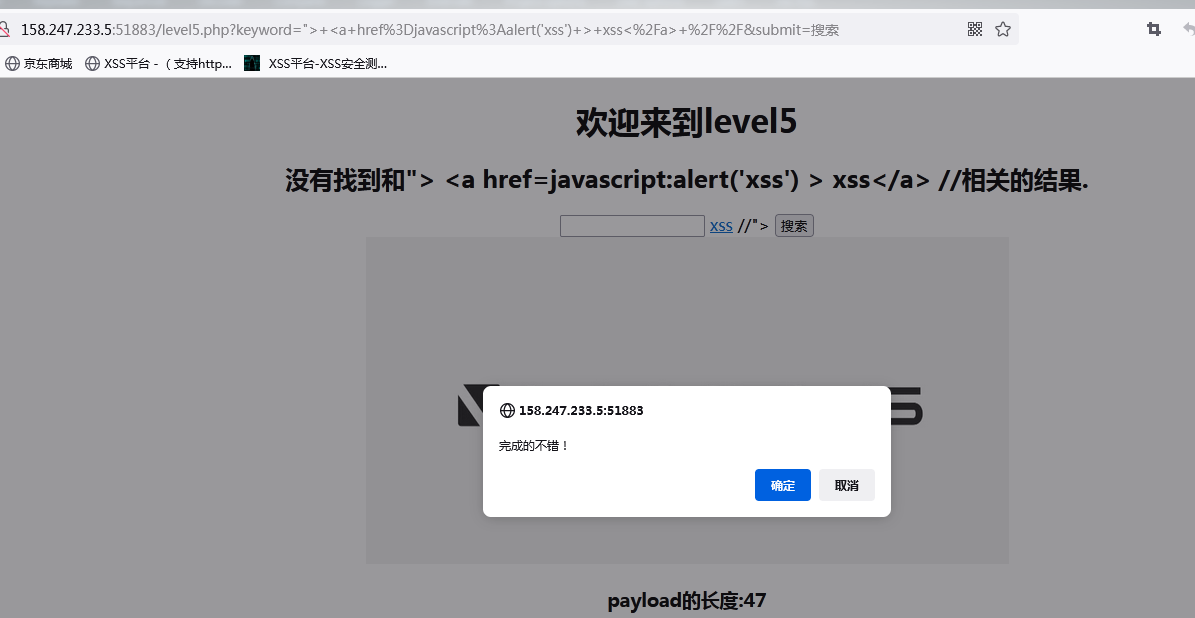 158.247.233.5:51883/level5.php?keyword=">+<a+href%3Djavascript%3Aalert('xss')+>+xss<%2Fa>+%2F%2F&submit=搜索
京东商城 XSS平台 -（支持http... XSS平台-XSS安全测...
欢迎来到level5
没有找到和"> <a href=javascript:alert('xss') > xss</a> //相关的结果.
xss //"> 搜索
158.247.233.5:51883
完成的不错！
确定 取消
payload的长度:47